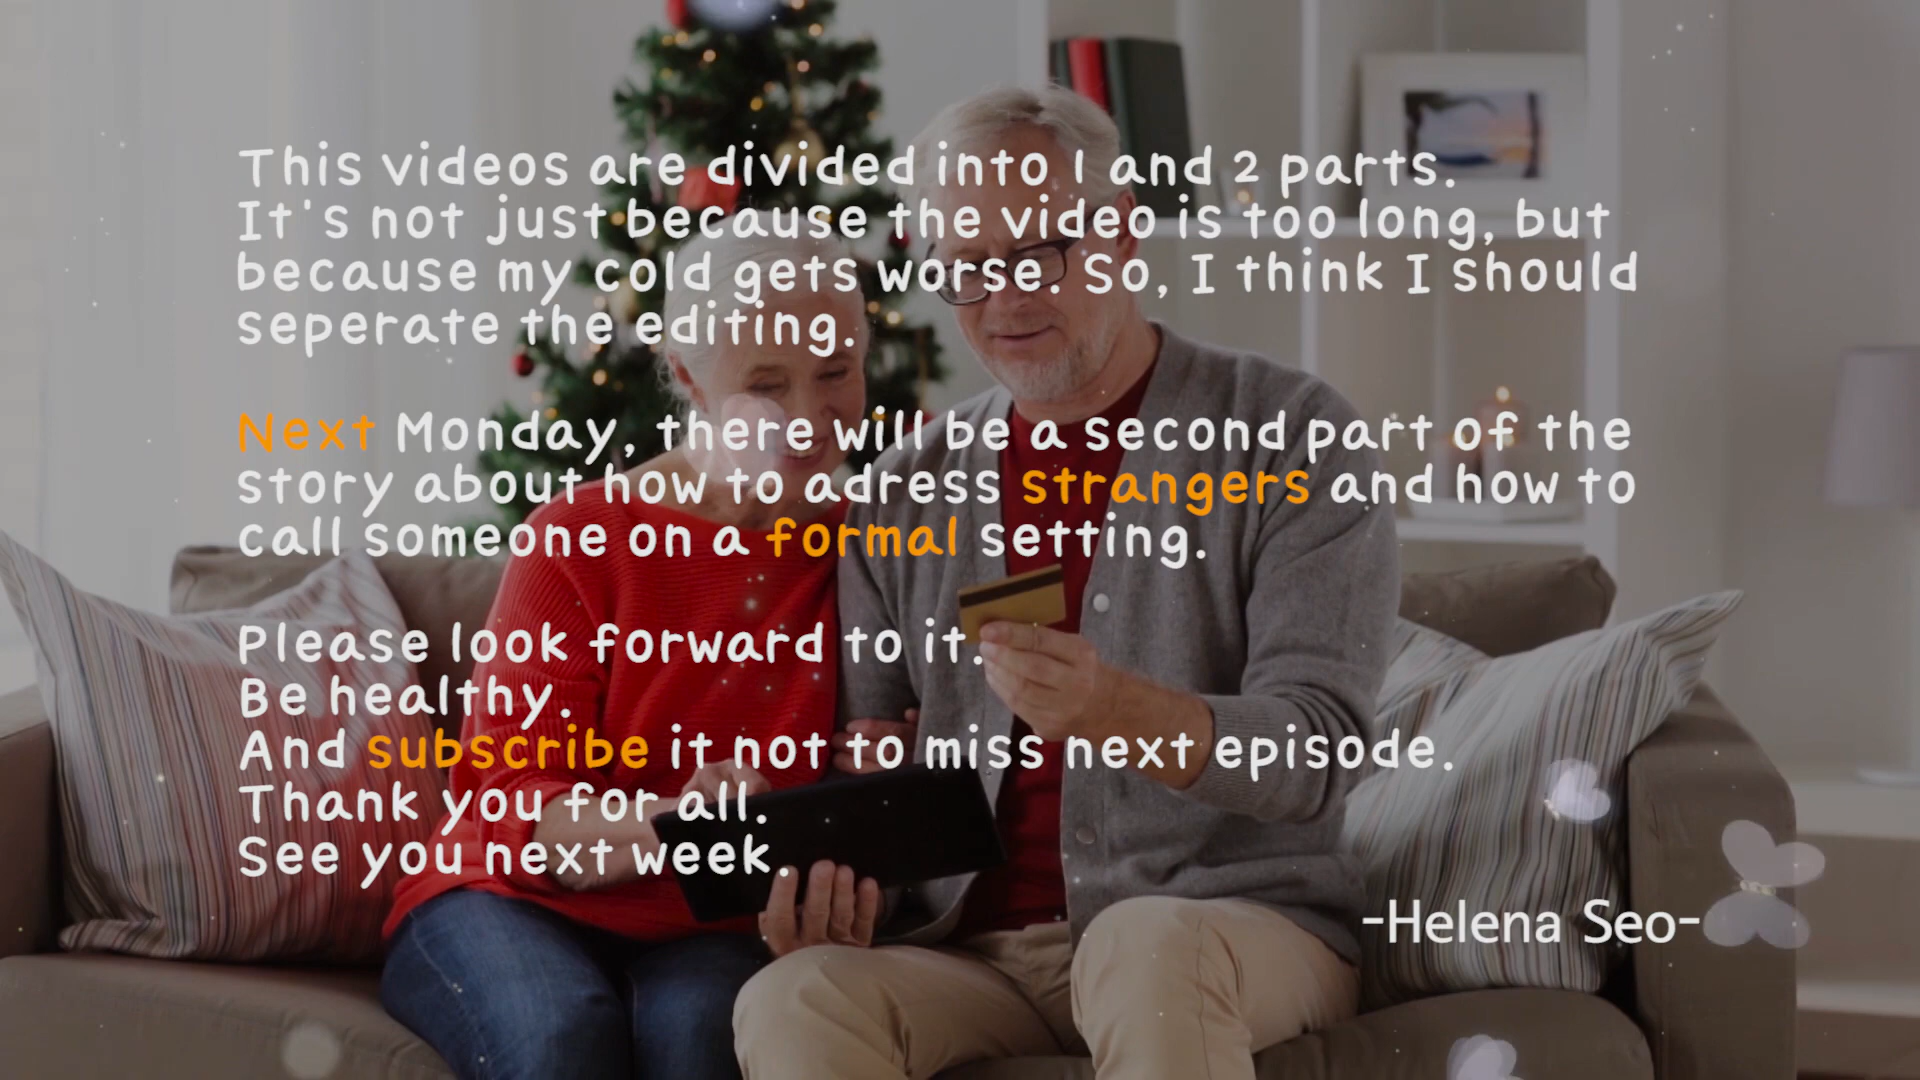 This videos are divided into 1 and 2 parts.
It's not just because the video is too long, but
because my cold gets worse. So, I think I should
seperate the editing.
Next Monday, there will be a second part of the
story about how to adress strangers and how to
call someone on a formal setting.
Please look forward to it.
Be healthy.
And subscribe it not to miss next episode.
Thank you for all.
See you next week.
-Helena Seo-